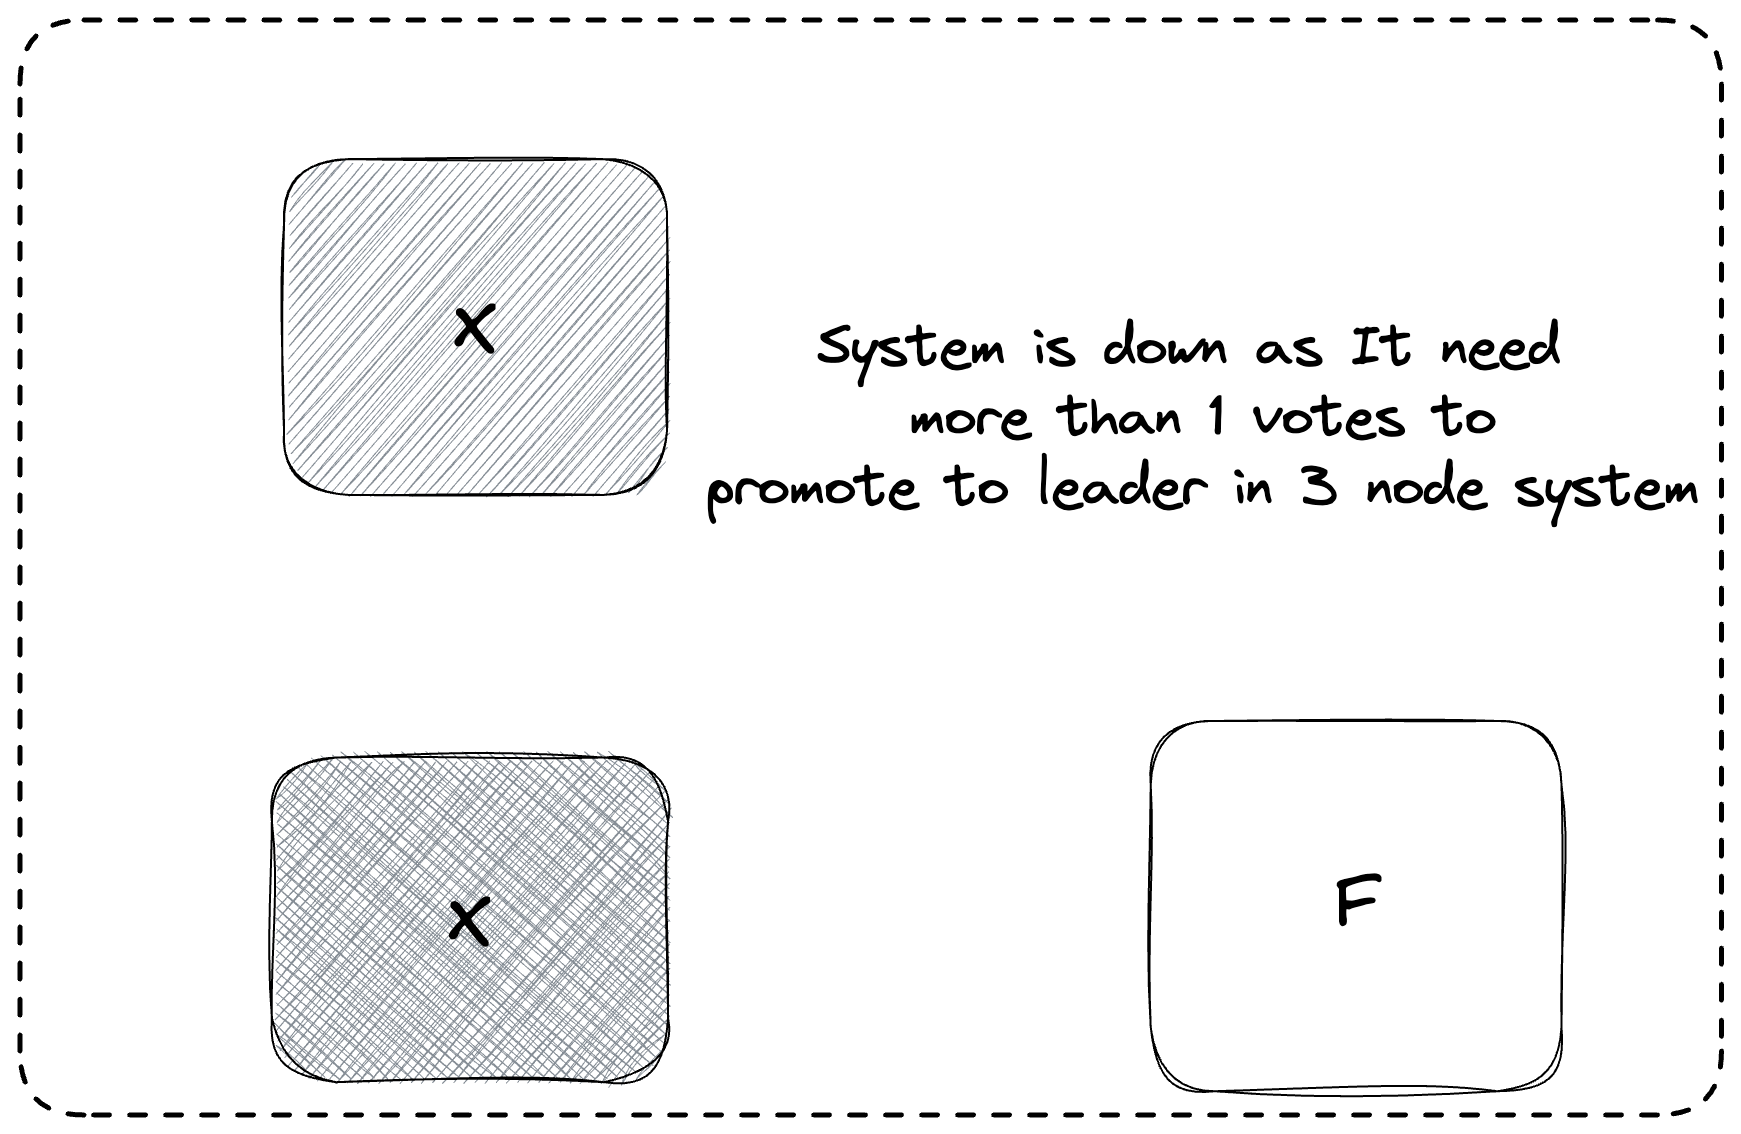 X
System is down as It need
more than 1 votes to
promote to leader in 3 node system
X
F